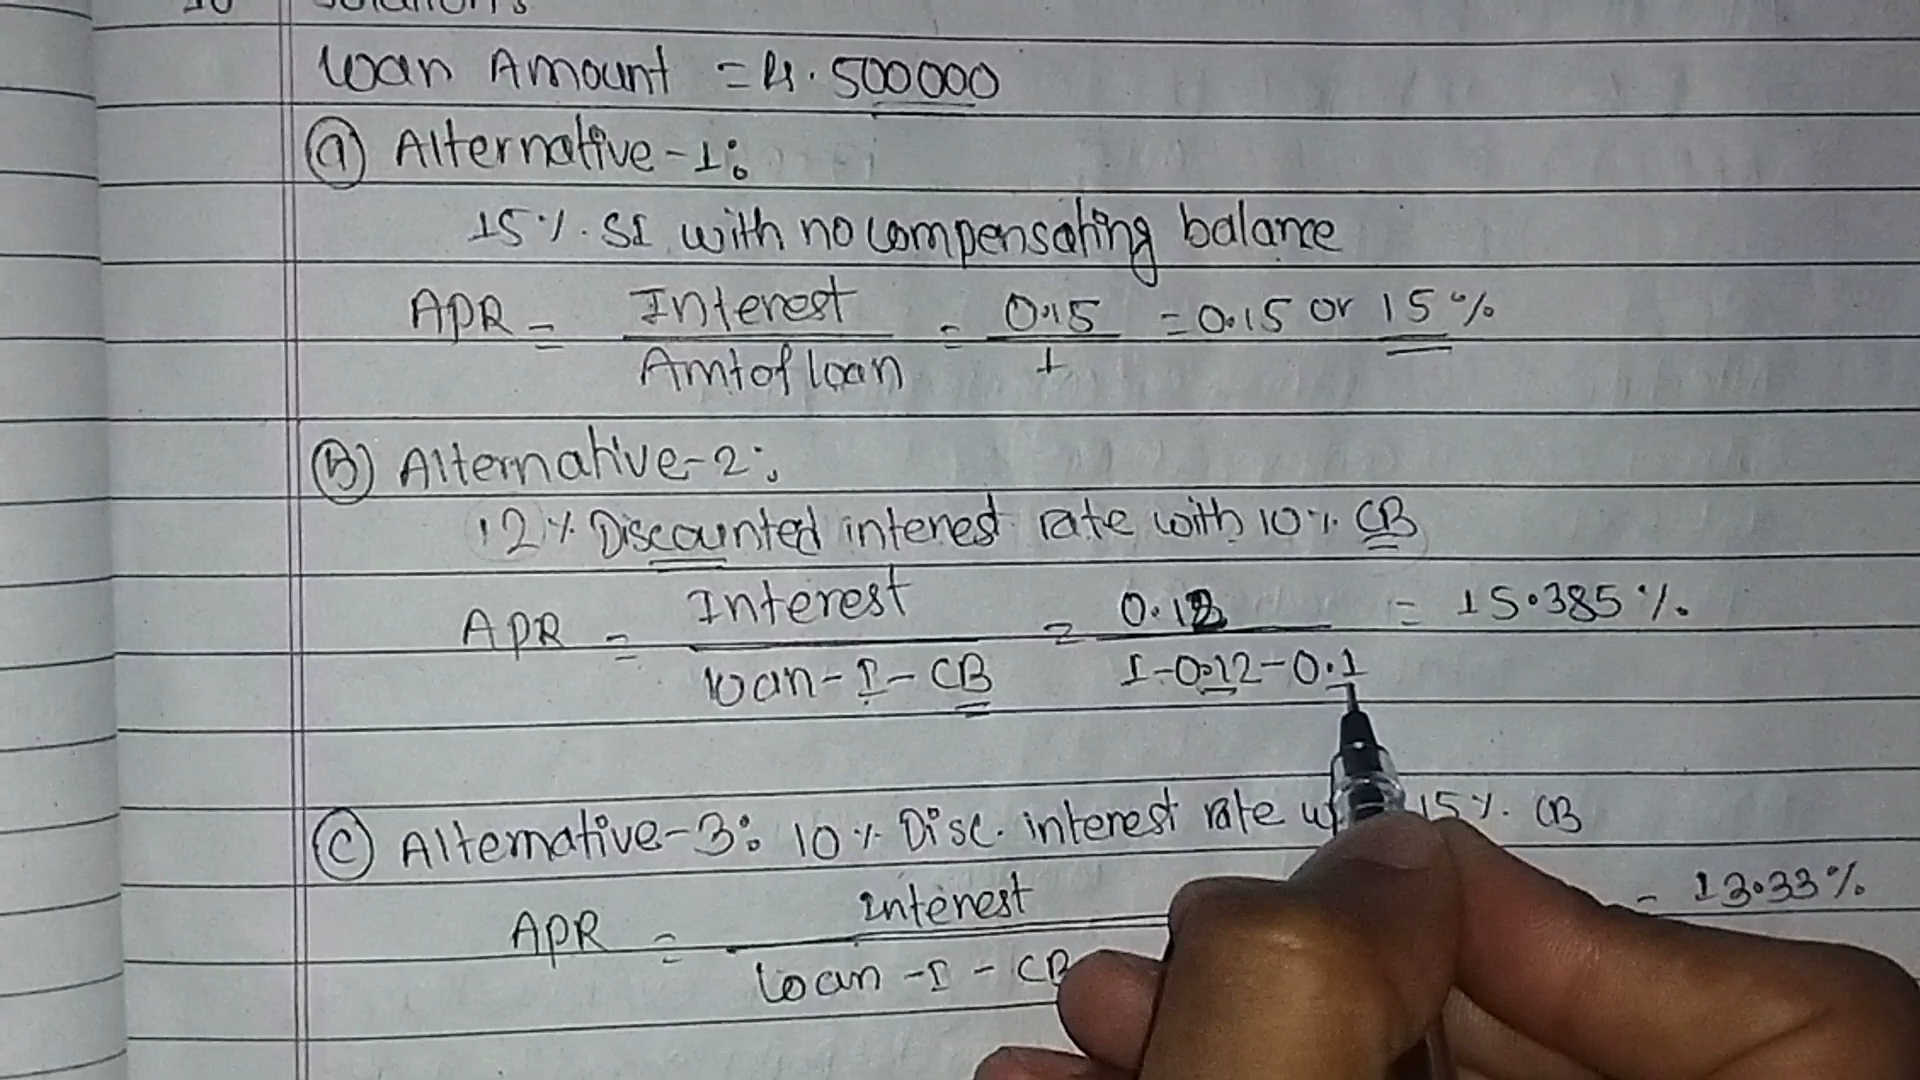 Loan Amount = Rs. 500000
(a) Alternative-1:
15%. SI with no compensating balance
APR = Interest / Amt of loan = 0.15 / 1 = 0.15 or 15%
(B) Alternative-2:
12% Discounted interest rate with 10% CB
APR = Interest / loan - I - CB = 0.12 / 1-0.12-0.1 = 15.385%.
(C) Alternative-3: 10% Disc. interest rate 15%. CB
APR = Interest / loan - I - CB = 13.33%